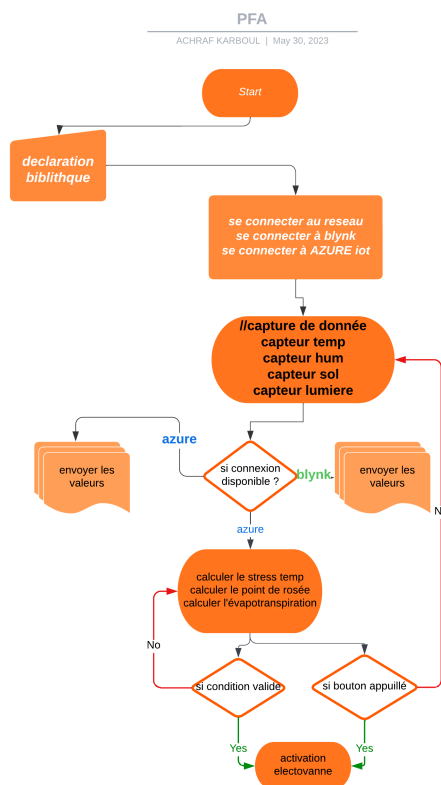 PFA
ACHRAF KARBOUL | May 30, 2023
Start
declaration
biblithque
se connecter au reseau
se connecter à blynk
se connecter à AZURE iot
//capture de donnée
capteur temp
capteur hum
capteur sol
capteur lumiere
azure
envoyer les
valeurs
si connexion
disponible ?
blynk
envoyer les
valeurs
N
azure
calculer le stress temp
calculer le point de rosée
calculer l'évapotranspiration
No
si condition valide
si bouton appuillé
Yes
Yes
activation
electovanne